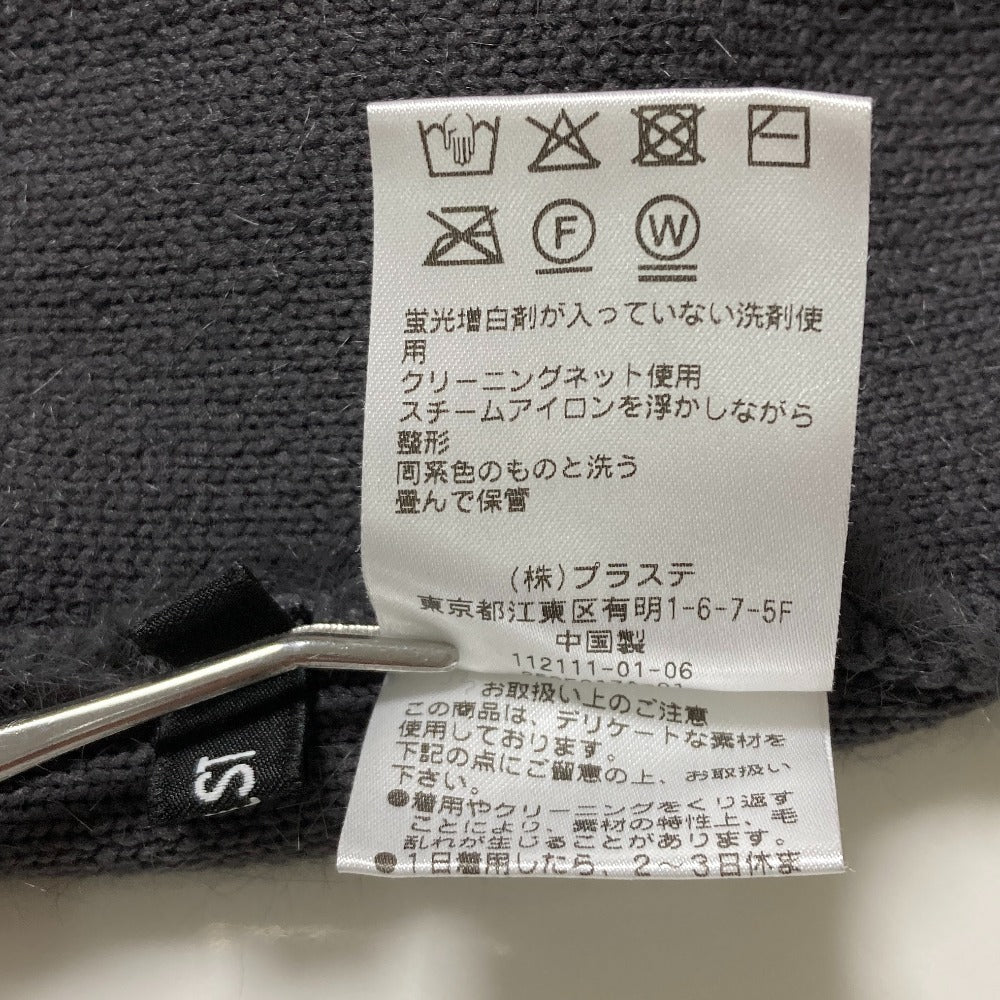 F W
蛍光増白剤が入っていない洗剤使
用
クリーニングネット使用
スチームアイロンを浮かしながら
整形
同系色のものと洗う
畳んで保管
(株)プラステ
東京都江東区有明1-6-7-5F
中国製
112111-01-06
お取扱い上のご注意
この商品は、デリケートな素材を
使用しております。
下記の点にご留意の上、お取扱い
下さい。
●着用やクリーニングをくり返す
ことにより、素材の特性上、毛
乱れが生じることがあります。
●1日着用したら、2～3日休ま
ST